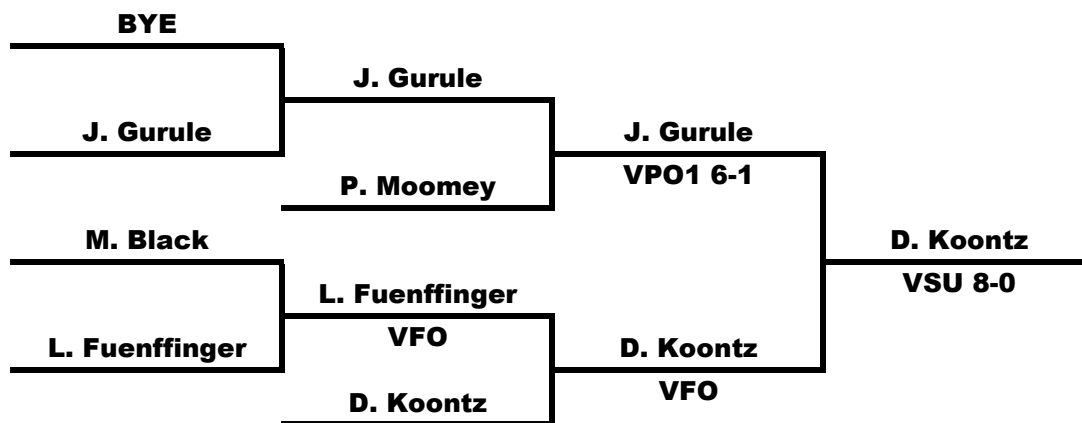 BYE
J. Gurule
J. Gurule
J. Gurule
VPO1 6-1
P. Moomey
M. Black
D. Koontz
VSU 8-0
L. Fuenffinger
VFO
L. Fuenffinger
D. Koontz
VFO
D. Koontz